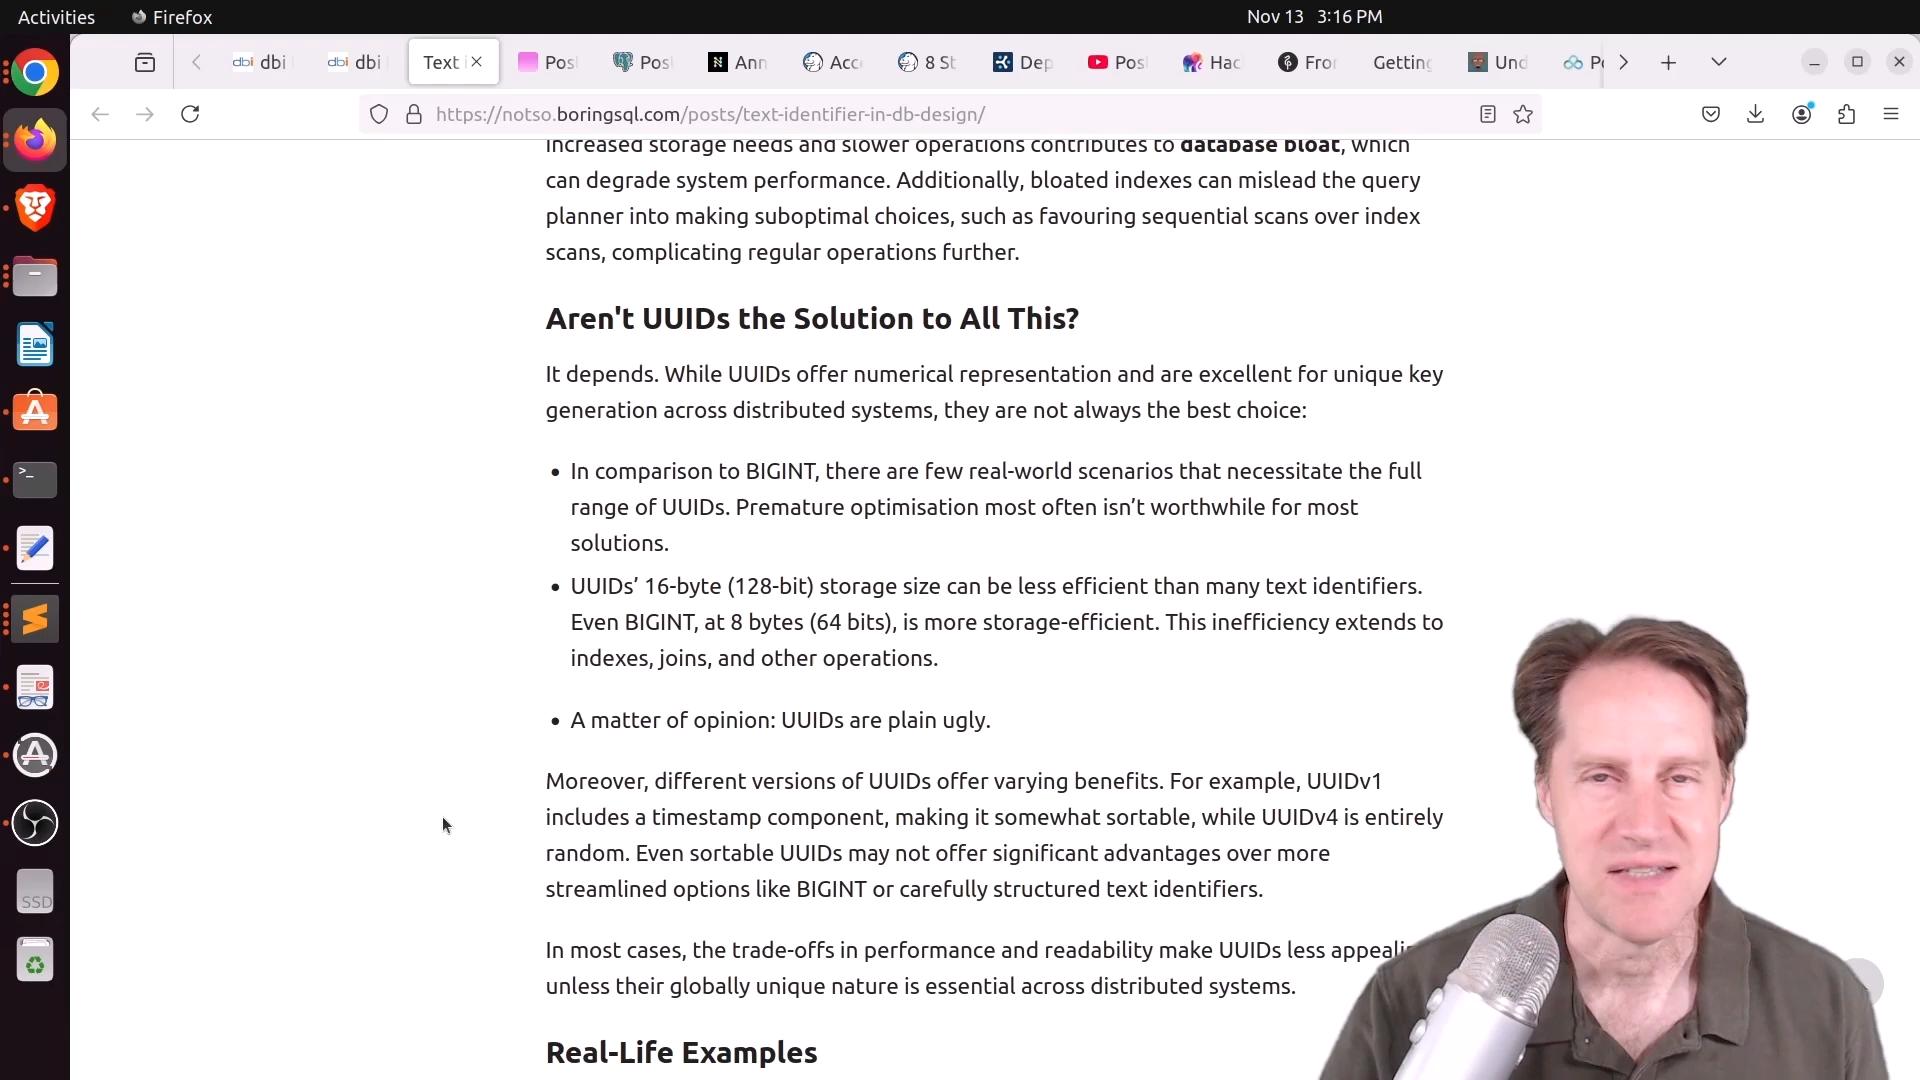 Activities
Firefox
Nov 13 3:16 PM
dbi
dbi
Text
Pos
Pos
Ann
Acc
8 St
Dep
Pos
Hac
Fror
Getting
Und
https://notso.boringsql.com/posts/text-identifier-in-db-design/
increased storage needs and slower operations contributes to database bloat, which
can degrade system performance. Additionally, bloated indexes can mislead the query
planner into making suboptimal choices, such as favouring sequential scans over index
scans, complicating regular operations further.
Aren't UUIDs the Solution to All This?
It depends. While UUIDs offer numerical representation and are excellent for unique key
generation across distributed systems, they are not always the best choice:
• In comparison to BIGINT, there are few real-world scenarios that necessitate the full
range of UUIDs. Premature optimisation most often isn’t worthwhile for most
solutions.
• UUIDs’ 16-byte (128-bit) storage size can be less efficient than many text identifiers.
Even BIGINT, at 8 bytes (64 bits), is more storage-efficient. This inefficiency extends to
indexes, joins, and other operations.
• A matter of opinion: UUIDs are plain ugly.
Moreover, different versions of UUIDs offer varying benefits. For example, UUIDv1
includes a timestamp component, making it somewhat sortable, while UUIDv4 is entirely
random. Even sortable UUIDs may not offer significant advantages over more
streamlined options like BIGINT or carefully structured text identifiers.
In most cases, the trade-offs in performance and readability make UUIDs less appeali
unless their globally unique nature is essential across distributed systems.
Real-Life Examples
SSD